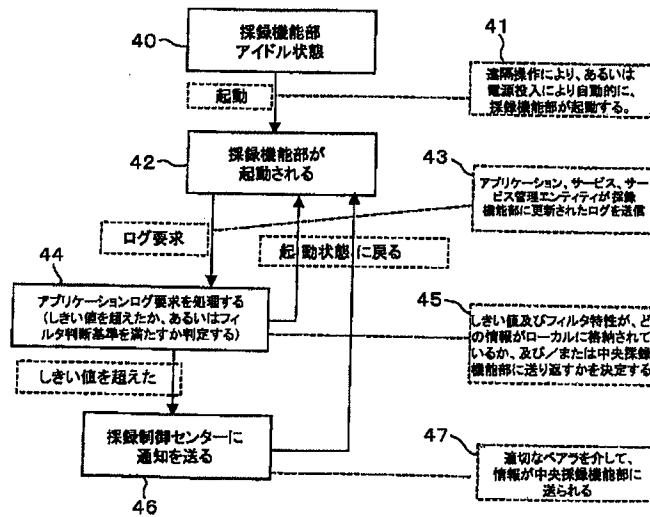 40
採録機能部
アイドル状態
41
起動
遠隔操作により、あるいは
電源投入により自動的に、
採録機能部が起動する。
42
採録機能部が
起動される
43
アプリケーション、サービス、サー
ビス管理エンティティが採録
機能部に更新されたログを送信
ログ要求
起動状態に戻る
44
アプリケーションログ要求を処理する
(しきい値を超えたか、あるいはフィ
ルタ判断基準を満たすか判定する)
45
しきい値及びフィルタ特性が、ど
の情報がローカルに格納されて
いるか、及び/または中央採録
機能部に送り返すかを決定する
しきい値を超えた
採録制御センターに
通知を送る
46
47
適切なベアラを介して、
情報が中央採録機能部に
送られる